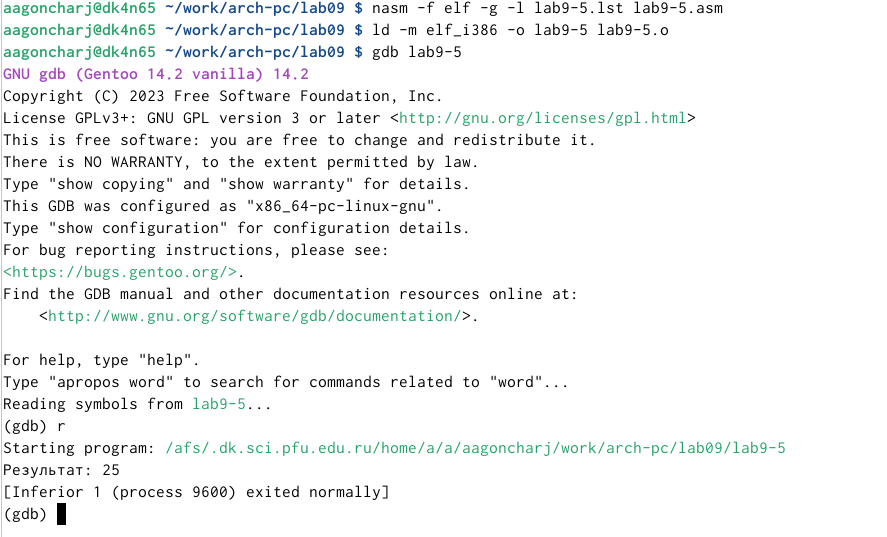 aagoncharj@dk4n65 ~/work/arch-pc/lab09 $ nasm -f elf -g -l lab9-5.lst lab9-5.asm
aagoncharj@dk4n65 ~/work/arch-pc/lab09 $ ld -m elf_i386 -o lab9-5 lab9-5.o
aagoncharj@dk4n65 ~/work/arch-pc/lab09 $ gdb lab9-5
GNU gdb (Gentoo 14.2 vanilla) 14.2
Copyright (C) 2023 Free Software Foundation, Inc.
License GPLv3+: GNU GPL version 3 or later <http://gnu.org/licenses/gpl.html>
This is free software: you are free to change and redistribute it.
There is NO WARRANTY, to the extent permitted by law.
Type "show copying" and "show warranty" for details.
This GDB was configured as "x86_64-pc-linux-gnu".
Type "show configuration" for configuration details.
For bug reporting instructions, please see:
<https://bugs.gentoo.org/>.
Find the GDB manual and other documentation resources online at:
    <http://www.gnu.org/software/gdb/documentation/>.

For help, type "help".
Type "apropos word" to search for commands related to "word"...
Reading symbols from lab9-5...
(gdb) r
Starting program: /afs/.dk.sci.pfu.edu.ru/home/a/a/aagoncharj/work/arch-pc/lab09/lab9-5
Результат: 25
[Inferior 1 (process 9600) exited normally]
(gdb)